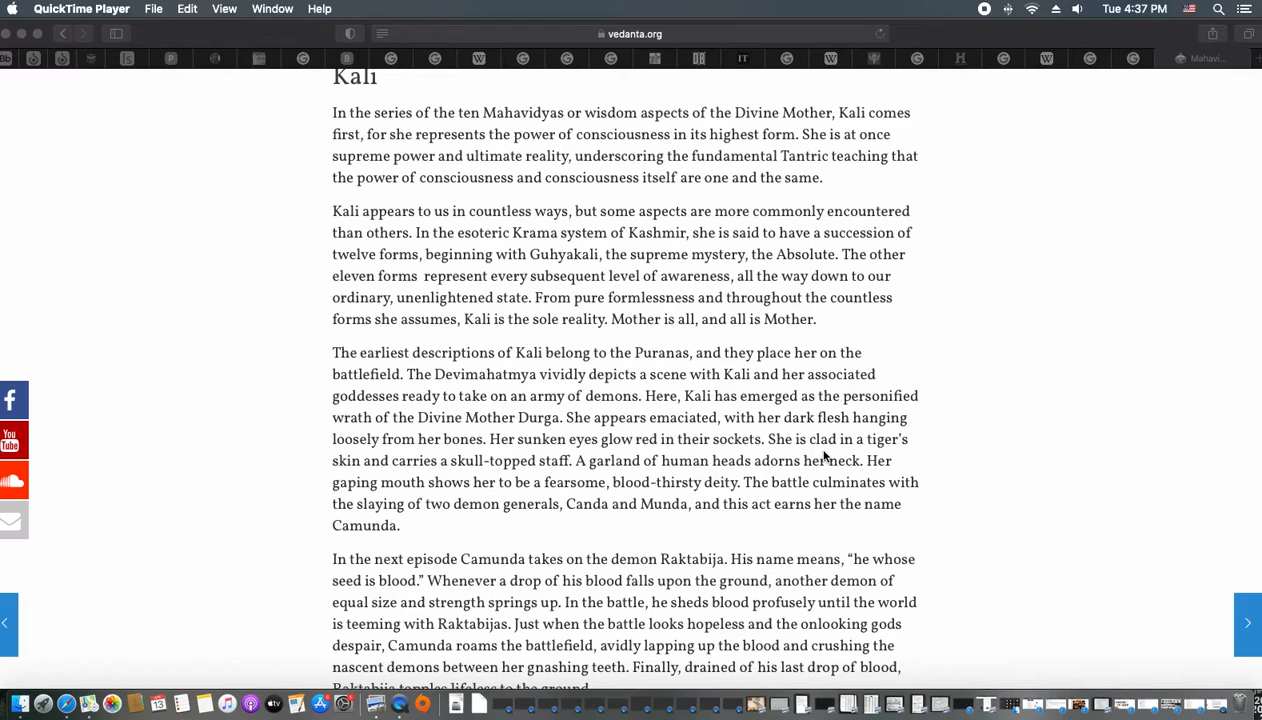 QuickTime Player File Edit View Window Help Tue 4:37 PM
vedanta.org
Bb G G G W G G G IT G W G H G W G G Mahavi
Kali
In the series of the ten Mahavidyas or wisdom aspects of the Divine Mother, Kali comes
first, for she represents the power of consciousness in its highest form. She is at once
supreme power and ultimate reality, underscoring the fundamental Tantric teaching that
the power of consciousness and consciousness itself are one and the same.
Kali appears to us in countless ways, but some aspects are more commonly encountered
than others. In the esoteric Krama system of Kashmir, she is said to have a succession of
twelve forms, beginning with Guhyakali, the supreme mystery, the Absolute. The other
eleven forms represent every subsequent level of awareness, all the way down to our
ordinary, unenlightened state. From pure formlessness and throughout the countless
forms she assumes, Kali is the sole reality. Mother is all, and all is Mother.
The earliest descriptions of Kali belong to the Puranas, and they place her on the
battlefield. The Devimahatmya vividly depicts a scene with Kali and her associated
goddesses ready to take on an army of demons. Here, Kali has emerged as the personified
wrath of the Divine Mother Durga. She appears emaciated, with her dark flesh hanging
loosely from her bones. Her sunken eyes glow red in their sockets. She is clad in a tiger’s
skin and carries a skull-topped staff. A garland of human heads adorns her neck. Her
gaping mouth shows her to be a fearsome, blood-thirsty deity. The battle culminates with
the slaying of two demon generals, Canda and Munda, and this act earns her the name
Camunda.
In the next episode Camunda takes on the demon Raktabija. His name means, “he whose
seed is blood.” Whenever a drop of his blood falls upon the ground, another demon of
equal size and strength springs up. In the battle, he sheds blood profusely until the world
is teeming with Raktabijas. Just when the battle looks hopeless and the onlooking gods
despair, Camunda roams the battlefield, avidly lapping up the blood and crushing the
nascent demons between her gnashing teeth. Finally, drained of his last drop of blood,
Raktabija topples lifeless to the ground.
You Tube